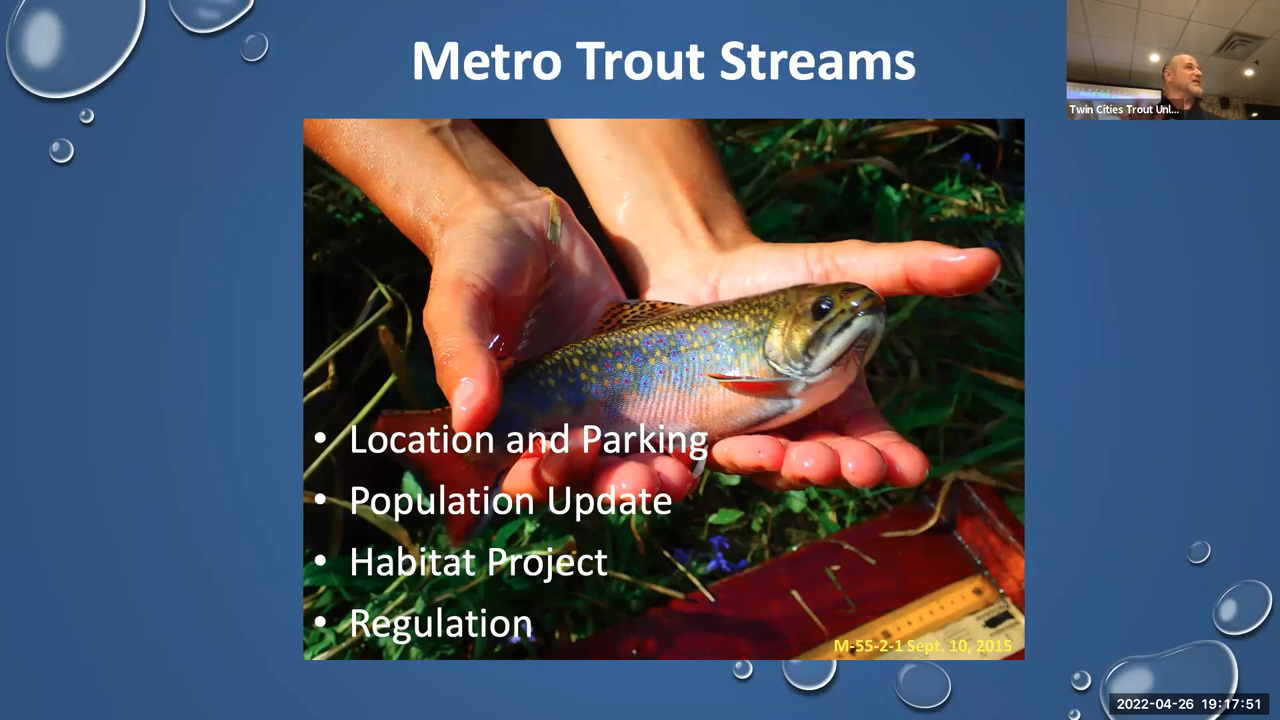 Metro Trout Streams
Twin Cities Trout Unl...
• Location and Parking
• Population Update
• Habitat Project
• Regulation
M-55-2-1 Sept. 10, 2015
2022-04-26 19:17:51